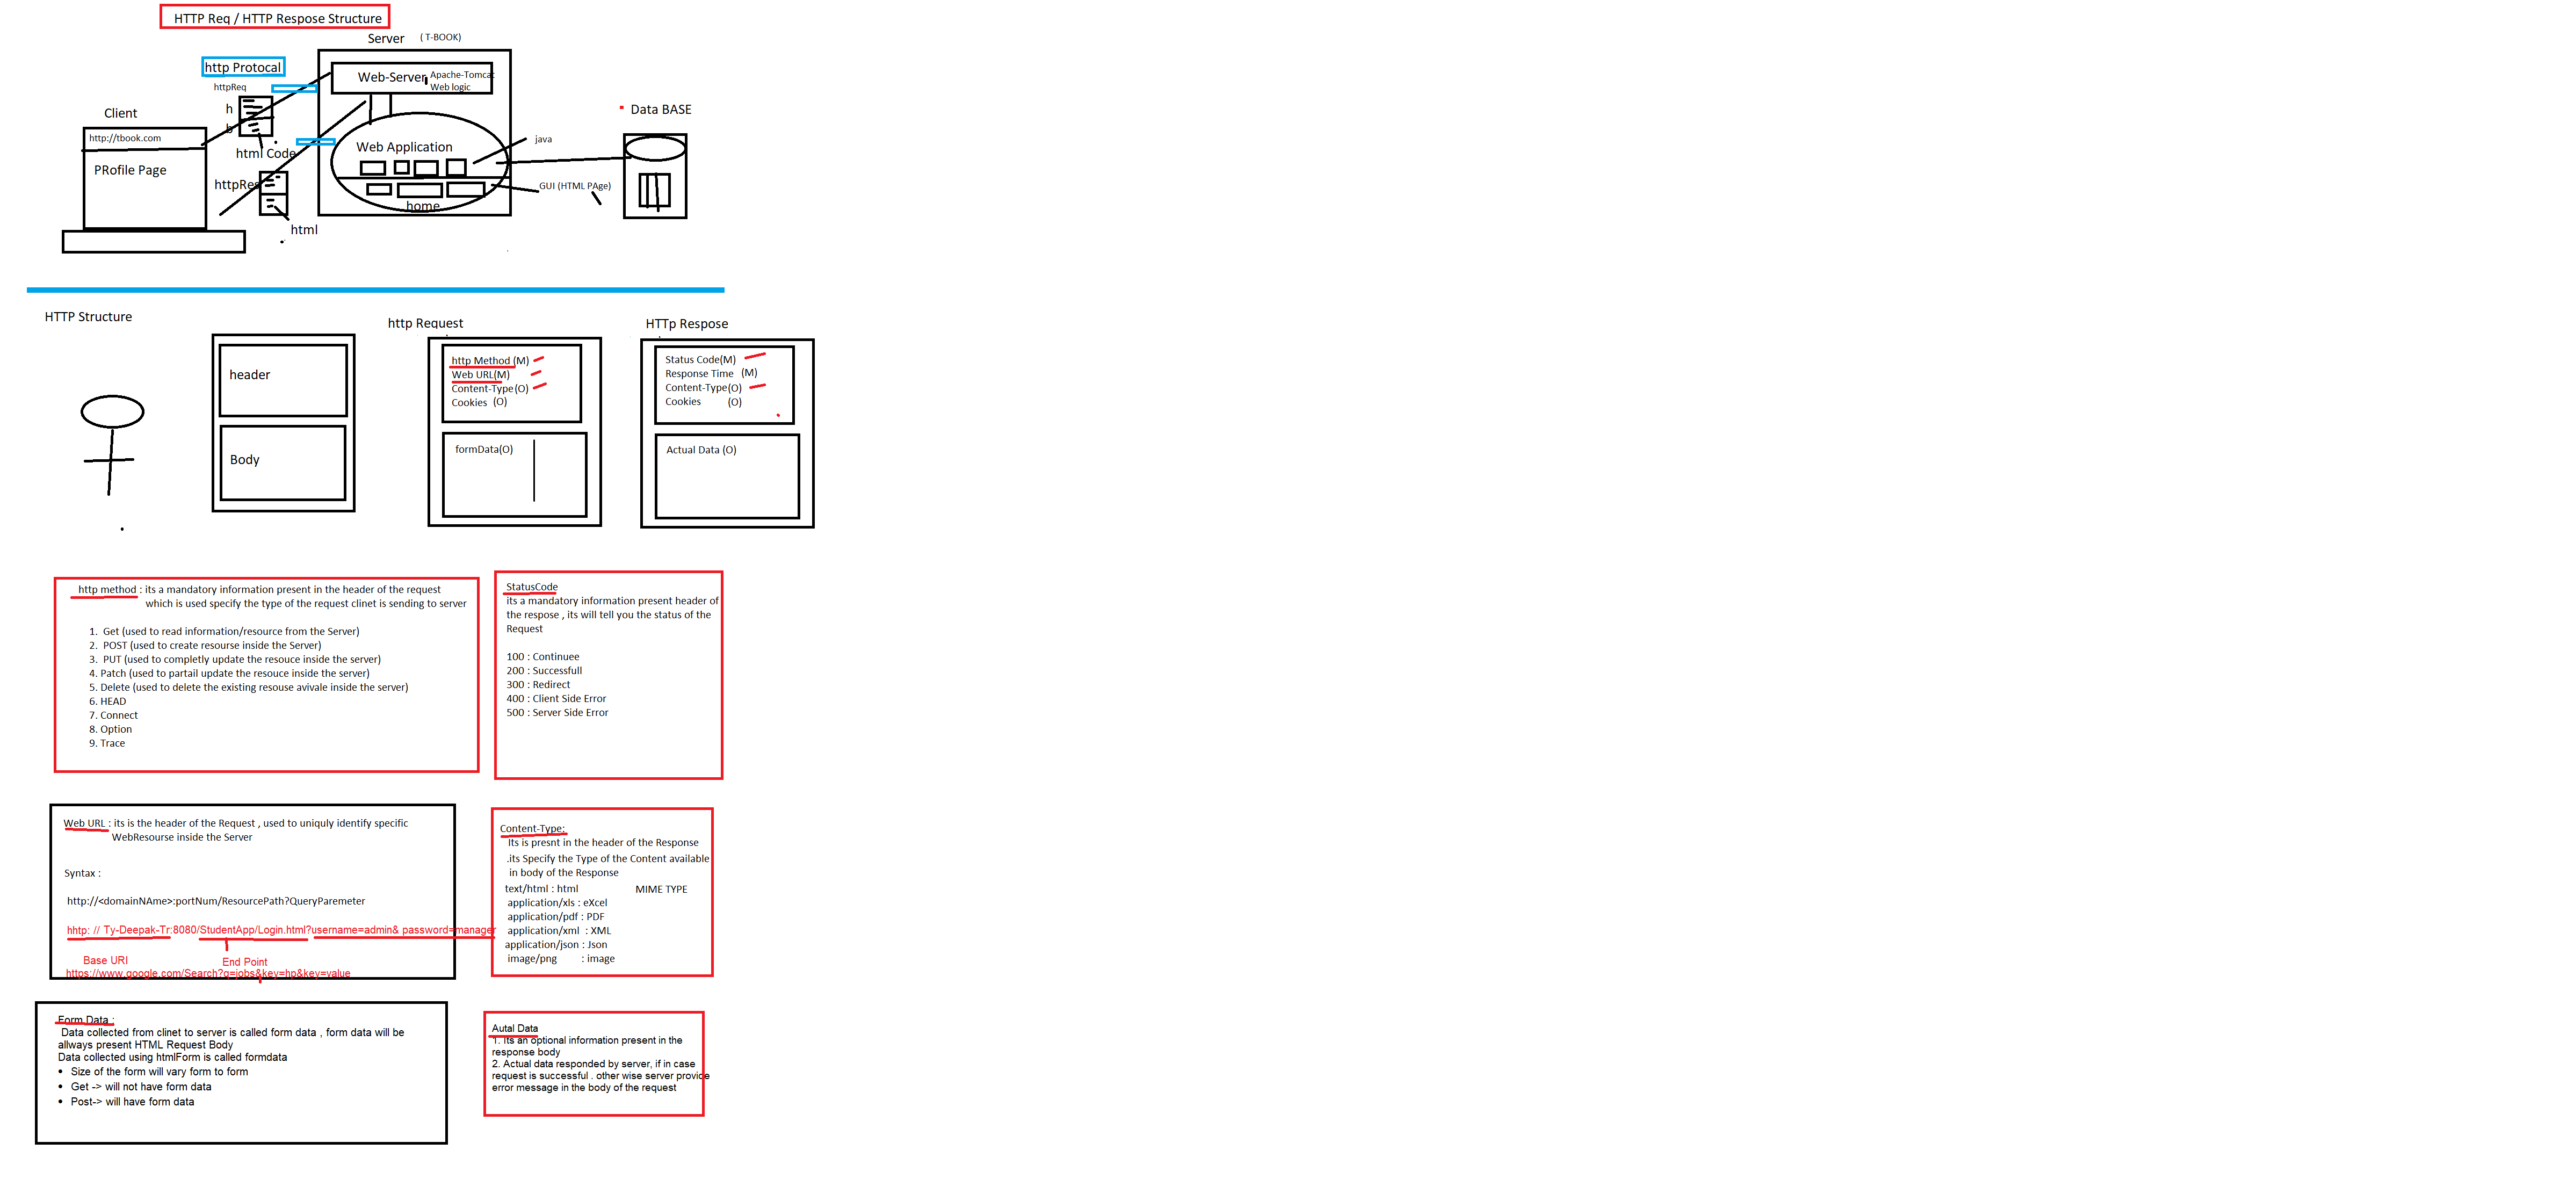 HTTP Req / HTTP Respose Structure
Server ( T-BOOK)
http Protocal
Web-Server Apache-Tomcat
Web logic
httpReq
h
b
Client
Data BASE
http://tbook.com
java
Web Application
html Code
PRofile Page
httpRes
GUI (HTML PAge)
home
html
HTTP Structure
http Request
HTTp Respose
header
Body
http Method (M)
Web URL(M)
Content-Type (O)
Cookies (O)
formData(O)
Status Code(M)
Response Time (M)
Content-Type(O)
Cookies (O)
Actual Data (O)
http method : its a mandatory information present in the header of the request
which is used specify the type of the request clinet is sending to server
1. Get (used to read information/resource from the Server)
2. POST (used to create resourse inside the Server)
3. PUT (used to completly update the resouce inside the server)
4. Patch (used to partail update the resouce inside the server)
5. Delete (used to delete the existing resouse avivale inside the server)
6. HEAD
7. Connect
8. Option
9. Trace
StatusCode
its a mandatory information present header of
the respose , its will tell you the status of the
Request
100 : Continuee
200 : Successfull
300 : Redirect
400 : Client Side Error
500 : Server Side Error
Web URL : its is the header of the Request , used to uniquly identify specific
WebResourse inside the Server
Syntax :
http://<domainNAme>:portNum/ResourcePath?QueryParemeter
hhtp: // Ty-Deepak-Tr:8080/StudentApp/Login.html?username=admin& password=manager
Base URI
End Point
https://www.google.com/Search?q=jobs&key=hp&key=value
Content-Type:
Its is presnt in the header of the Response
.its Specify the Type of the Content available
in body of the Response
text/html : html MIME TYPE
application/xls : eXcel
application/pdf : PDF
application/xml : XML
application/json : Json
image/png : image
Form Data :
Data collected from clinet to server is called form data , form data will be
allways present HTML Request Body
Data collected using htmlForm is called formdata
• Size of the form will vary form to form
• Get -> will not have form data
• Post-> will have form data
Autal Data
1. Its an optional information present in the
response body
2. Actual data responded by server, if in case
request is successful . other wise server provide
error message in the body of the request